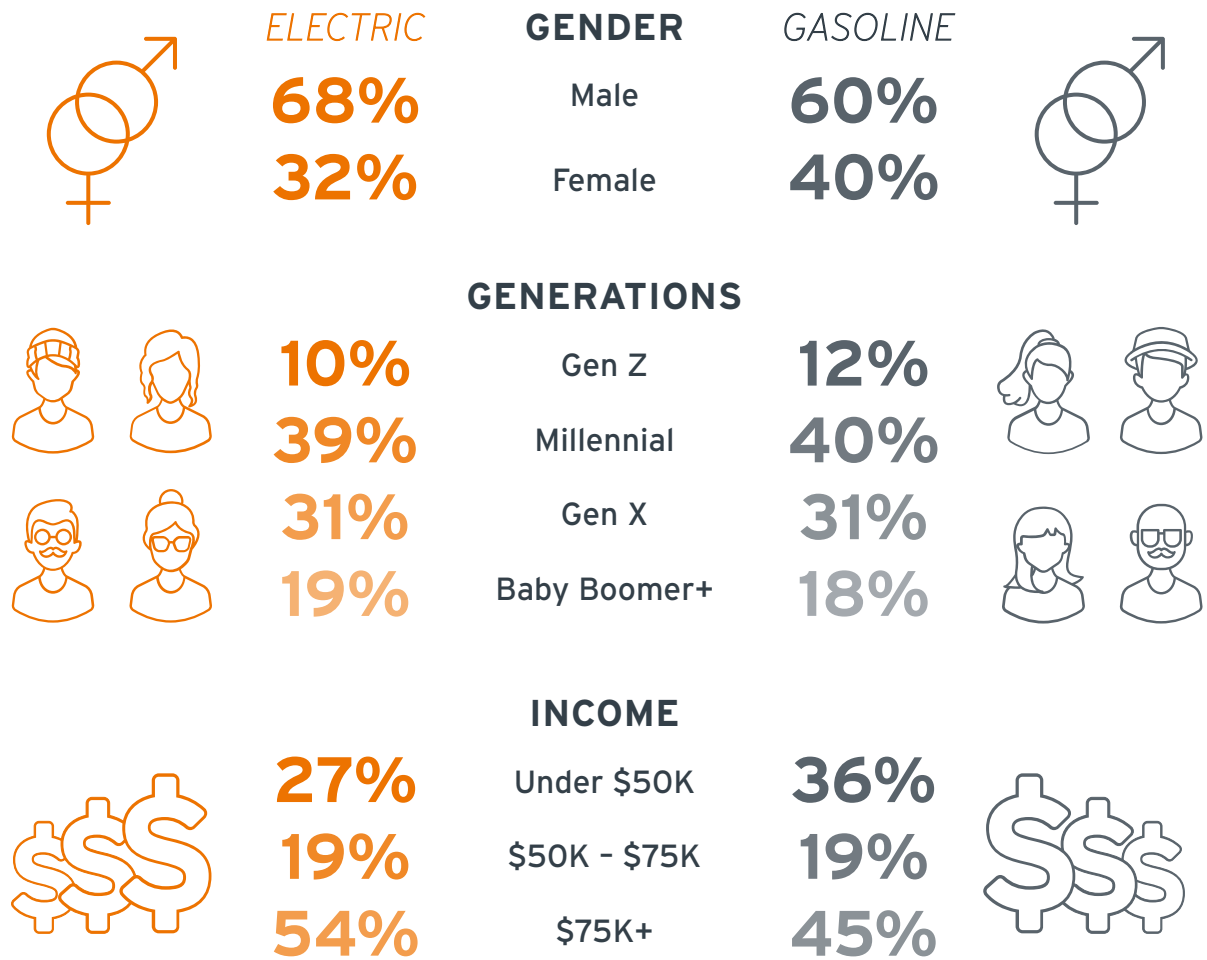 ELECTRIC GENDER GASOLINE
68% Male 60%
32% Female 40%
GENERATIONS
10% Gen Z 12%
39% Millennial 40%
31% Gen X 31%
19% Baby Boomer+ 18%
INCOME
27% Under $50K 36%
19% $50K – $75K 19%
54% $75K+ 45%